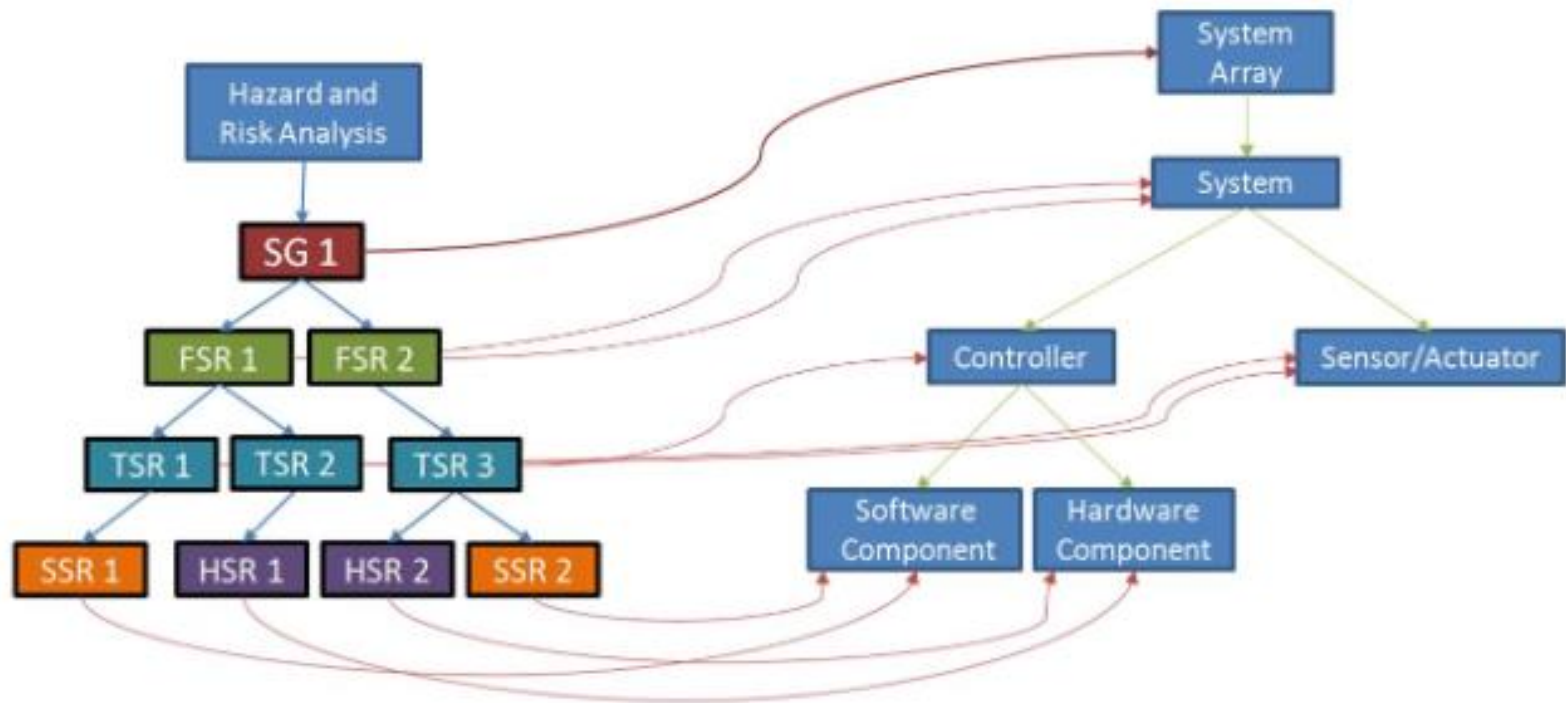 System
Array
Hazard and
Risk Analysis
System
SG 1
FSR 1
FSR 2
Controller
Sensor/Actuator
TSR 1
TSR 2
TSR 3
Software
Component
Hardware
Component
SSR 1
HSR 1
HSR 2
SSR 2